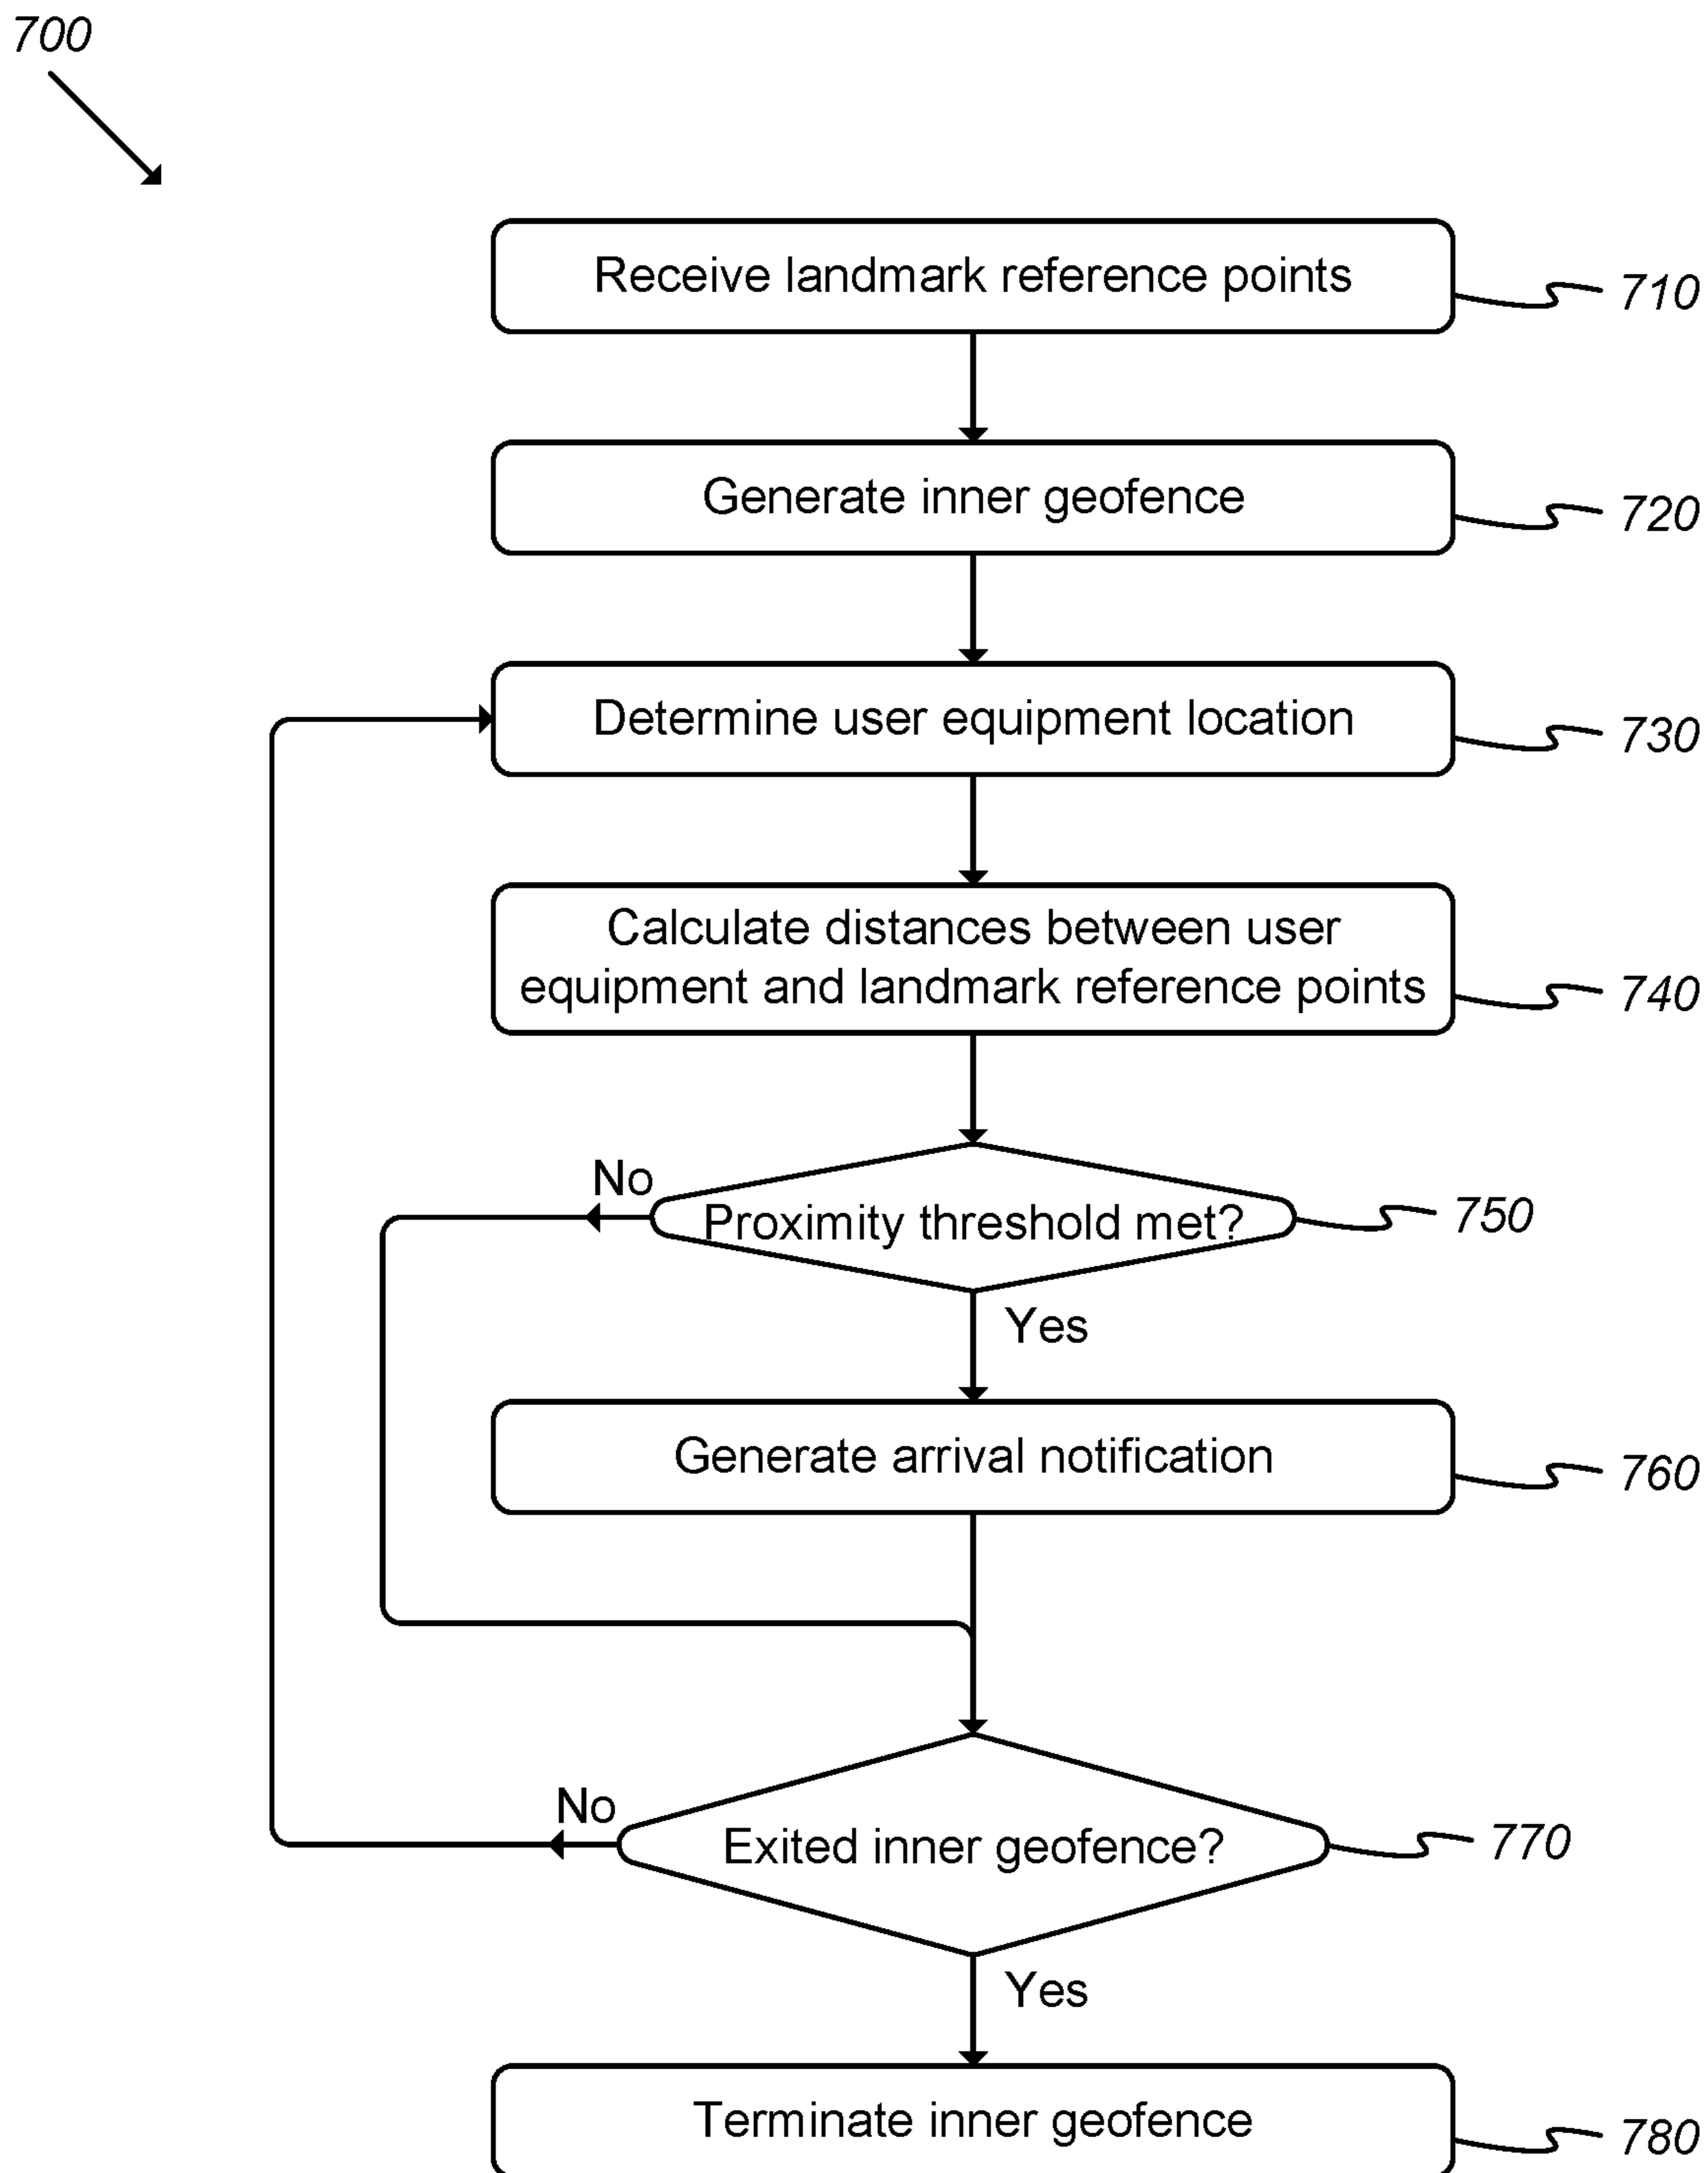 700
Receive landmark reference points
710
Generate inner geofence
720
Determine user equipment location
730
Calculate distances between user
equipment and landmark reference points
740
No
Proximity threshold met?
750
Yes
Generate arrival notification
760
No
Exited inner geofence?
770
Yes
Terminate inner geofence
780